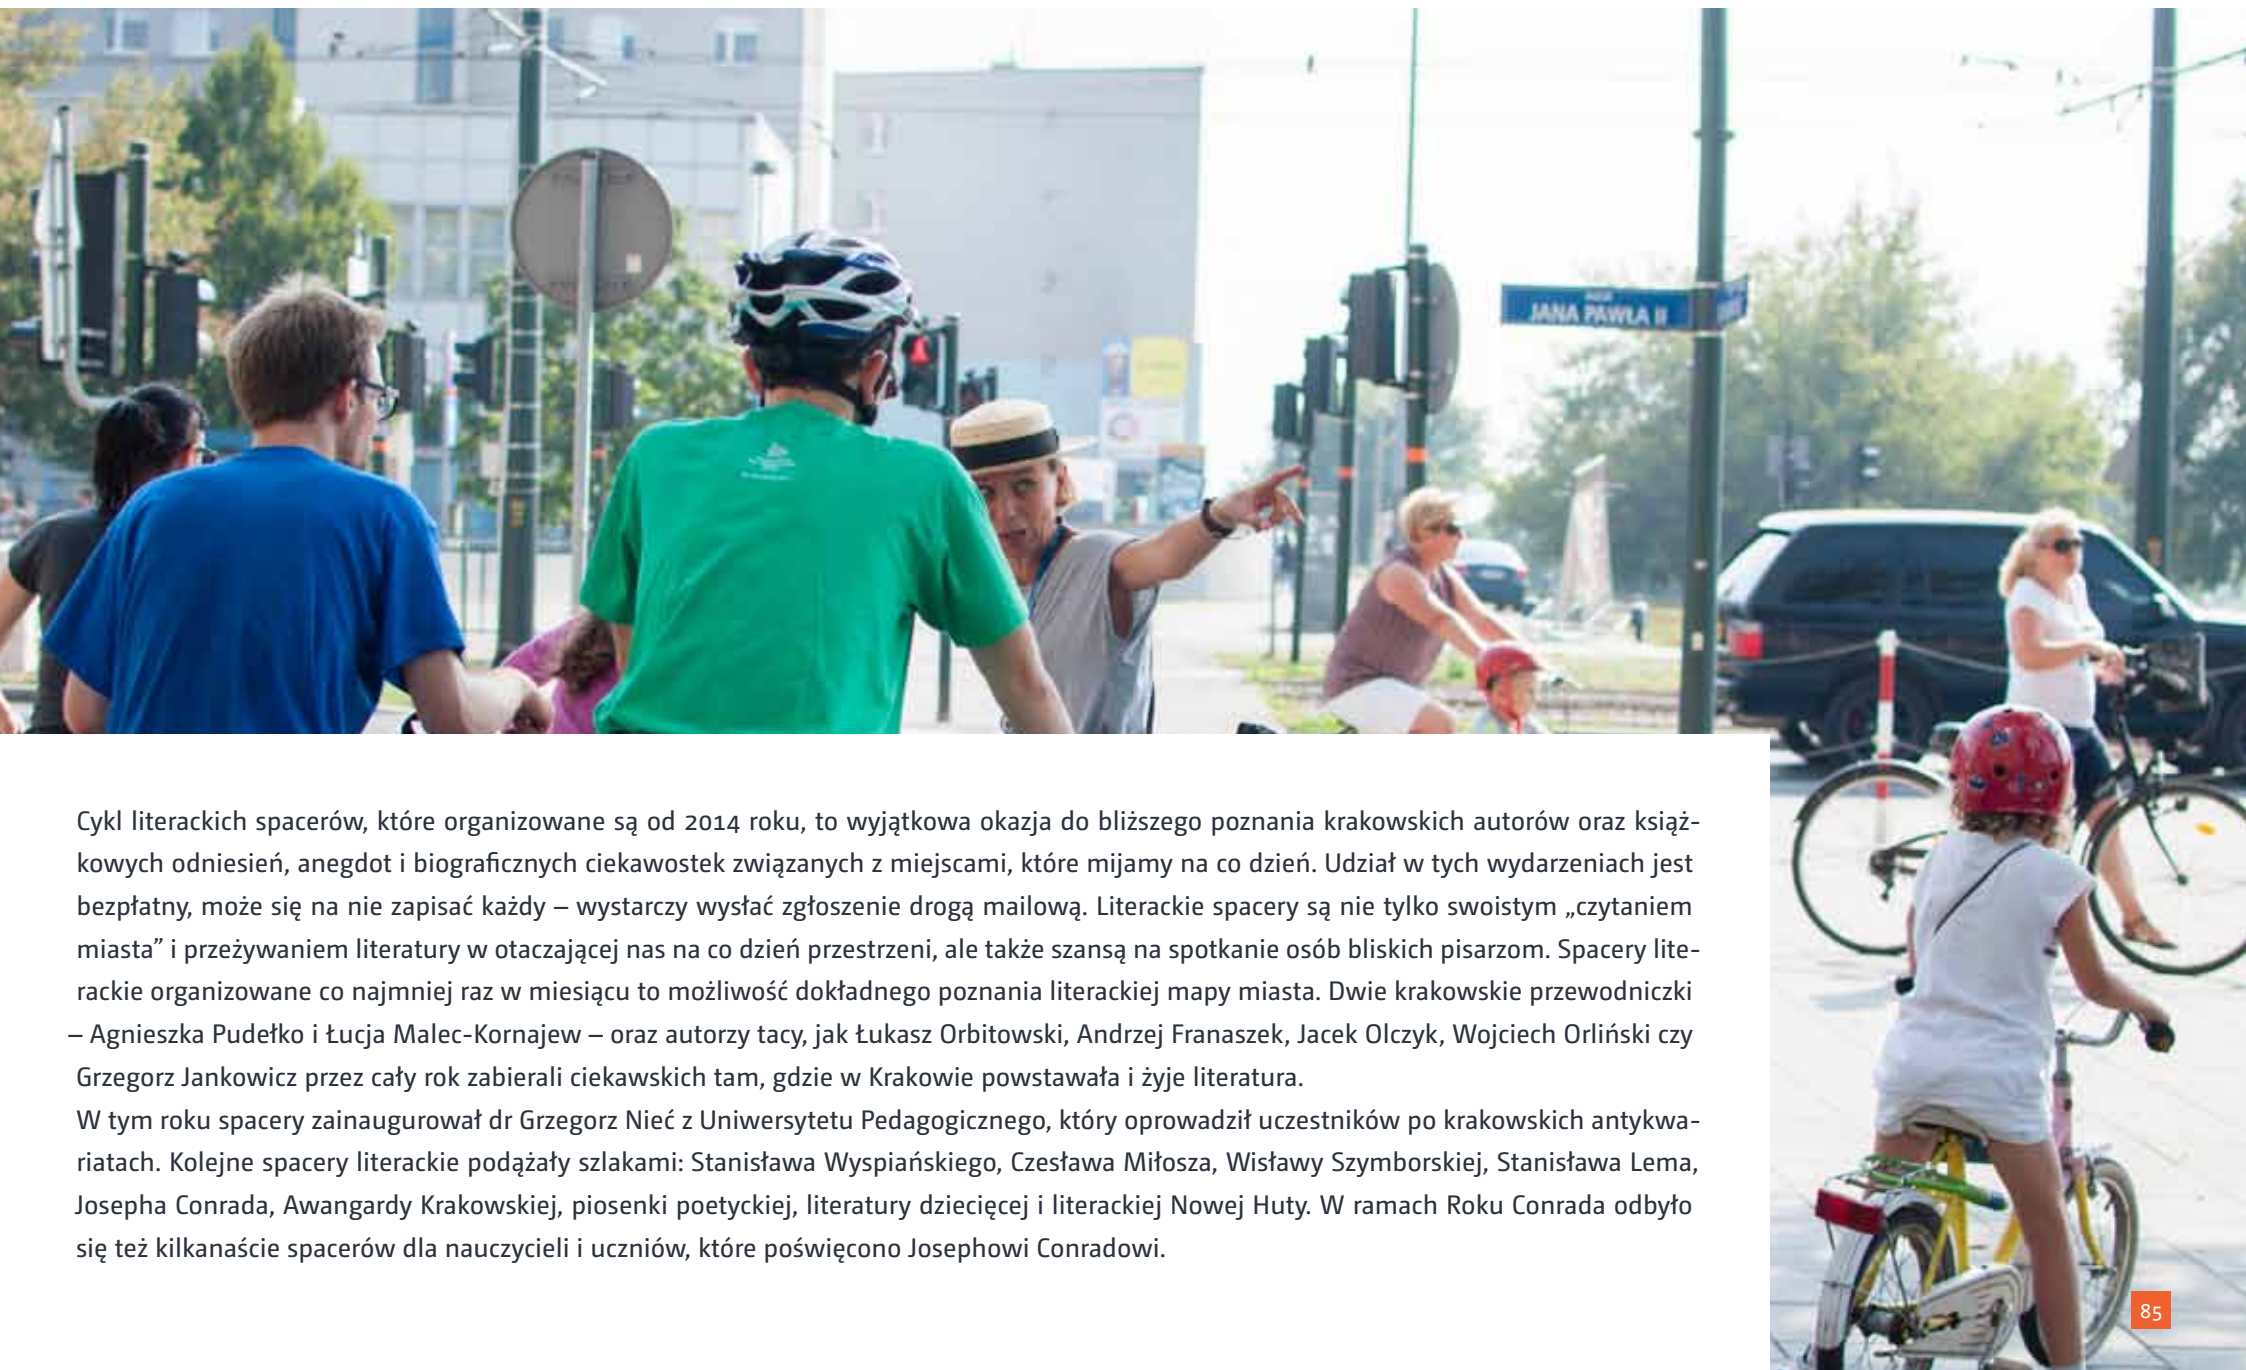 JANA PAWŁA II
Cykl literackich spacerów, które organizowane są od 2014 roku, to wyjątkowa okazja do bliższego poznania krakowskich autorów oraz książ-
kowych odniesień, anegdot i biograficznych ciekawostek związanych z miejscami, które mijamy na co dzień. Udział w tych wydarzeniach jest
bezpłatny, może się na nie zapisać każdy – wystarczy wysłać zgłoszenie drogą mailową. Literackie spacery są nie tylko swoistym „czytaniem
miasta” i przeżywaniem literatury w otaczającej nas na co dzień przestrzeni, ale także szansą na spotkanie osób bliskich pisarzom. Spacery lite-
rackie organizowane co najmniej raz w miesiącu to możliwość dokładnego poznania literackiej mapy miasta. Dwie krakowskie przewodniczki
– Agnieszka Pudełko i Łucja Malec-Kornajew – oraz autorzy tacy, jak Łukasz Orbitowski, Andrzej Franaszek, Jacek Olczyk, Wojciech Orliński czy
Grzegorz Jankowicz przez cały rok zabierali ciekawskich tam, gdzie w Krakowie powstawała i żyje literatura.
W tym roku spacery zainaugurował dr Grzegorz Nieć z Uniwersytetu Pedagogicznego, który oprowadził uczestników po krakowskich antykwa-
riatach. Kolejne spacery literackie podążały szlakami: Stanisława Wyspiańskiego, Czesława Miłosza, Wisławy Szymborskiej, Stanisława Lema,
Josepha Conrada, Awangardy Krakowskiej, piosenki poetyckiej, literatury dziecięcej i literackiej Nowej Huty. W ramach Roku Conrada odbyło
się też kilkanaście spacerów dla nauczycieli i uczniów, które poświęcono Josephowi Conradowi.
85